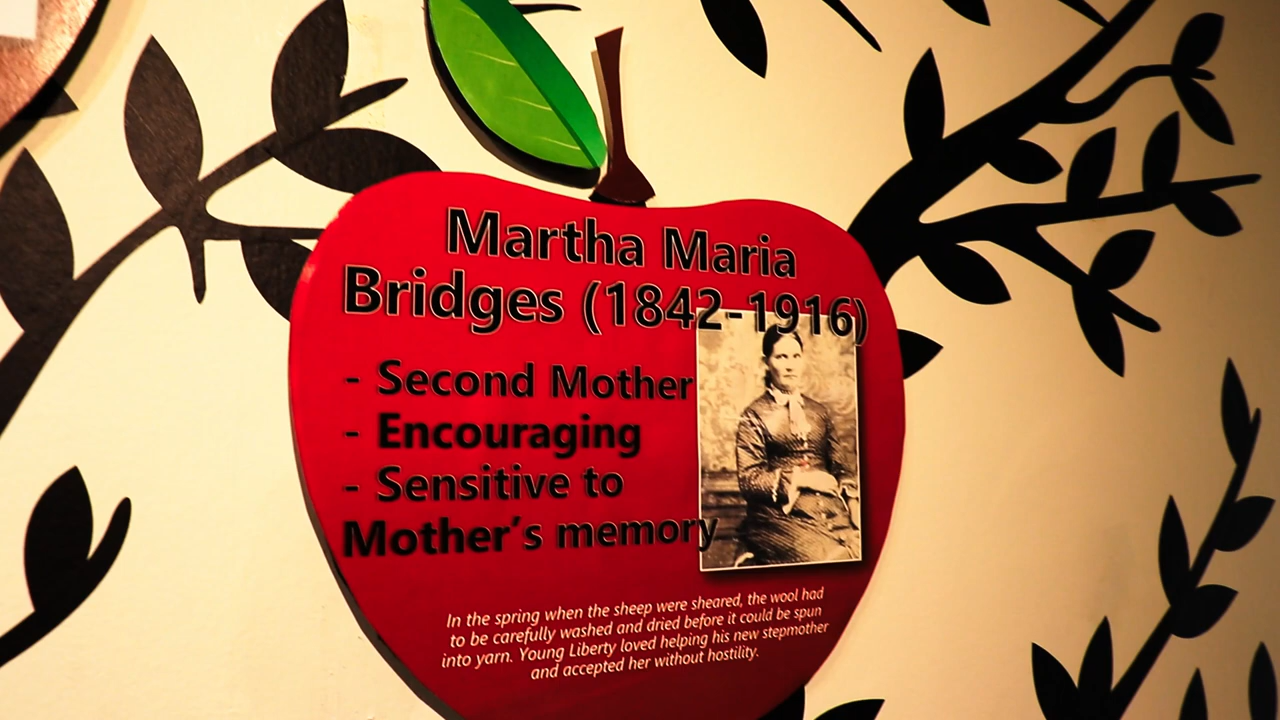 Martha Maria
Bridges (1842-1916)
- Second Mother
- Encouraging
- Sensitive to
Mother's memory
In the spring when the sheep were sheared, the wool had
to be carefully washed and dried before it could be spun
into yarn. Young Liberty loved helping his new stepmother
and accepted her without hostility.